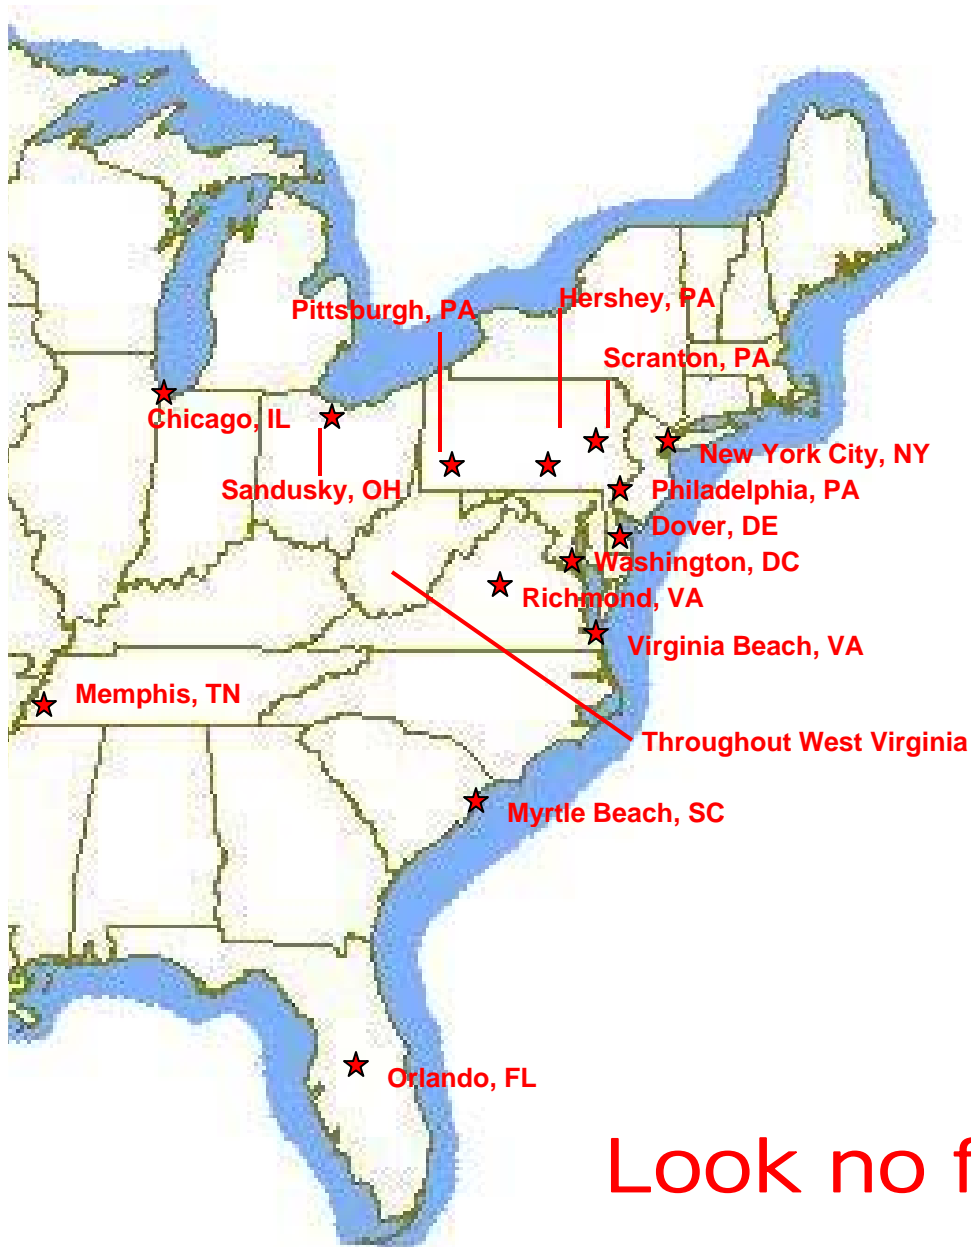 Hershey, PA
Pittsburgh, PA
Scranton, PA
Chicago, IL
New York City, NY
Sandusky, OH
Philadelphia, PA
Dover, DE
Washington, DC
Richmond, VA
Virginia Beach, VA
Memphis, TN
Throughout West Virginia
Myrtle Beach, SC
Orlando, FL
Look no f